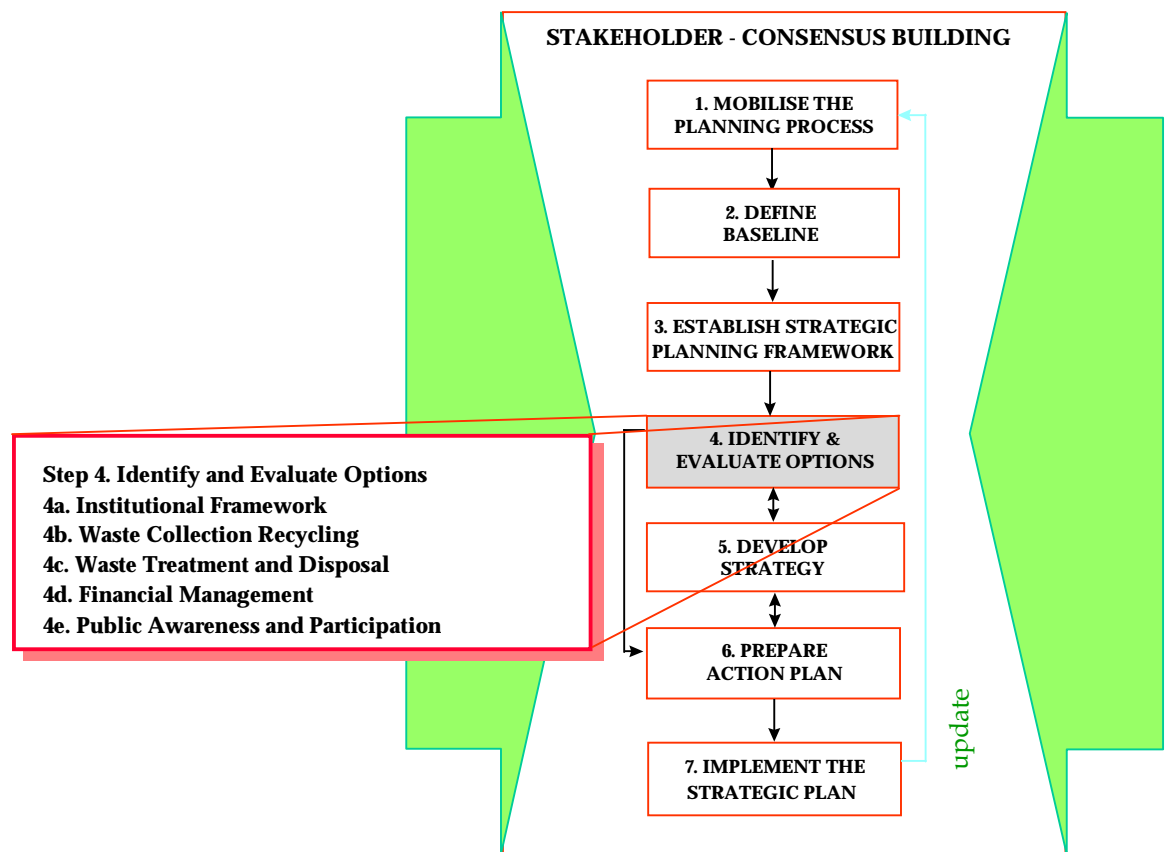 STAKEHOLDER - CONSENSUS BUILDING
1. MOBILISE THE
PLANNING PROCESS
2. DEFINE
BASELINE
3. ESTABLISH STRATEGIC
PLANNING FRAMEWORK
4. IDENTIFY &
EVALUATE OPTIONS
Step 4. Identify and Evaluate Options
4a. Institutional Framework
4b. Waste Collection Recycling
4c. Waste Treatment and Disposal
4d. Financial Management
4e. Public Awareness and Participation
5. DEVELOP
STRATEGY
6. PREPARE
ACTION PLAN
7. IMPLEMENT THE
STRATEGIC PLAN
update